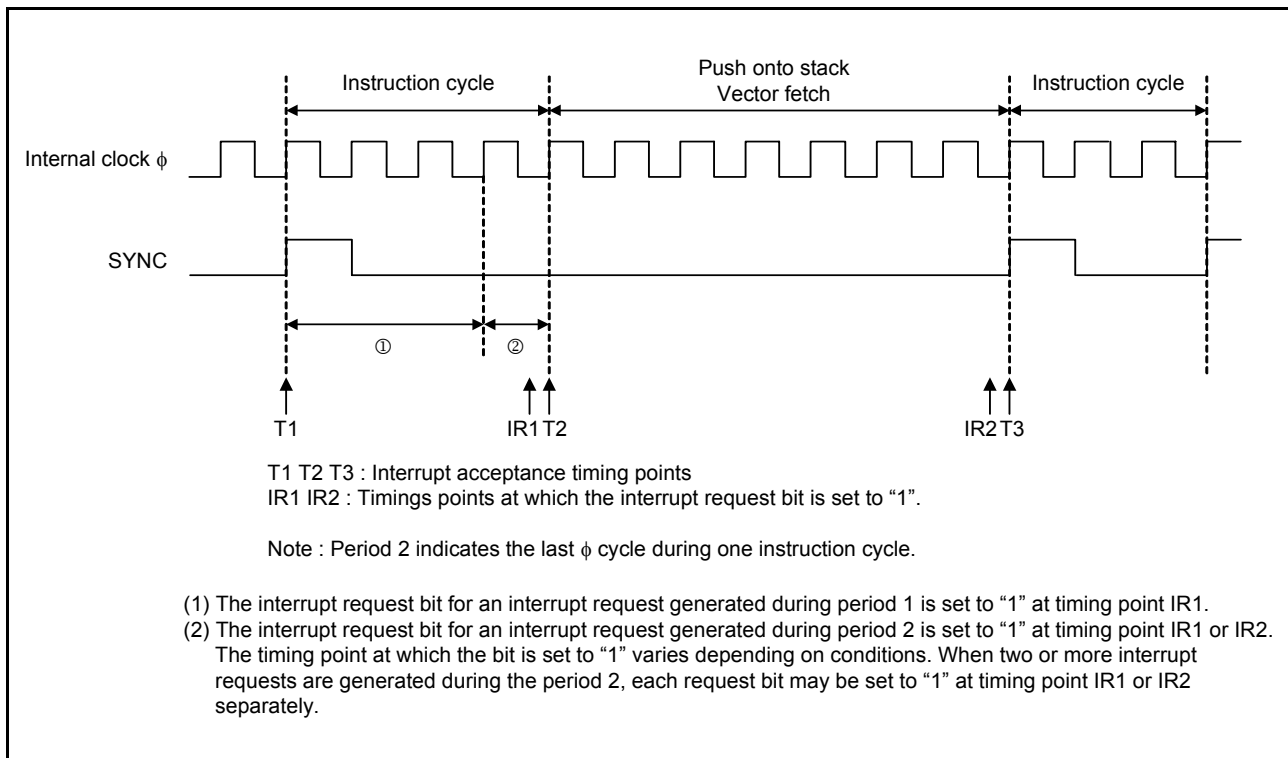 Push onto stack
Instruction cycle
Vector fetch
Instruction cycle
Internal clock ϕ
SYNC
① ②
T1 IR1 T2 IR2 T3
T1 T2 T3 : Interrupt acceptance timing points
IR1 IR2 : Timings points at which the interrupt request bit is set to “1”.
Note : Period 2 indicates the last ϕ cycle during one instruction cycle.
(1) The interrupt request bit for an interrupt request generated during period 1 is set to “1” at timing point IR1.
(2) The interrupt request bit for an interrupt request generated during period 2 is set to “1” at timing point IR1 or IR2.
The timing point at which the bit is set to “1” varies depending on conditions. When two or more interrupt
requests are generated during the period 2, each request bit may be set to “1” at timing point IR1 or IR2
separately.